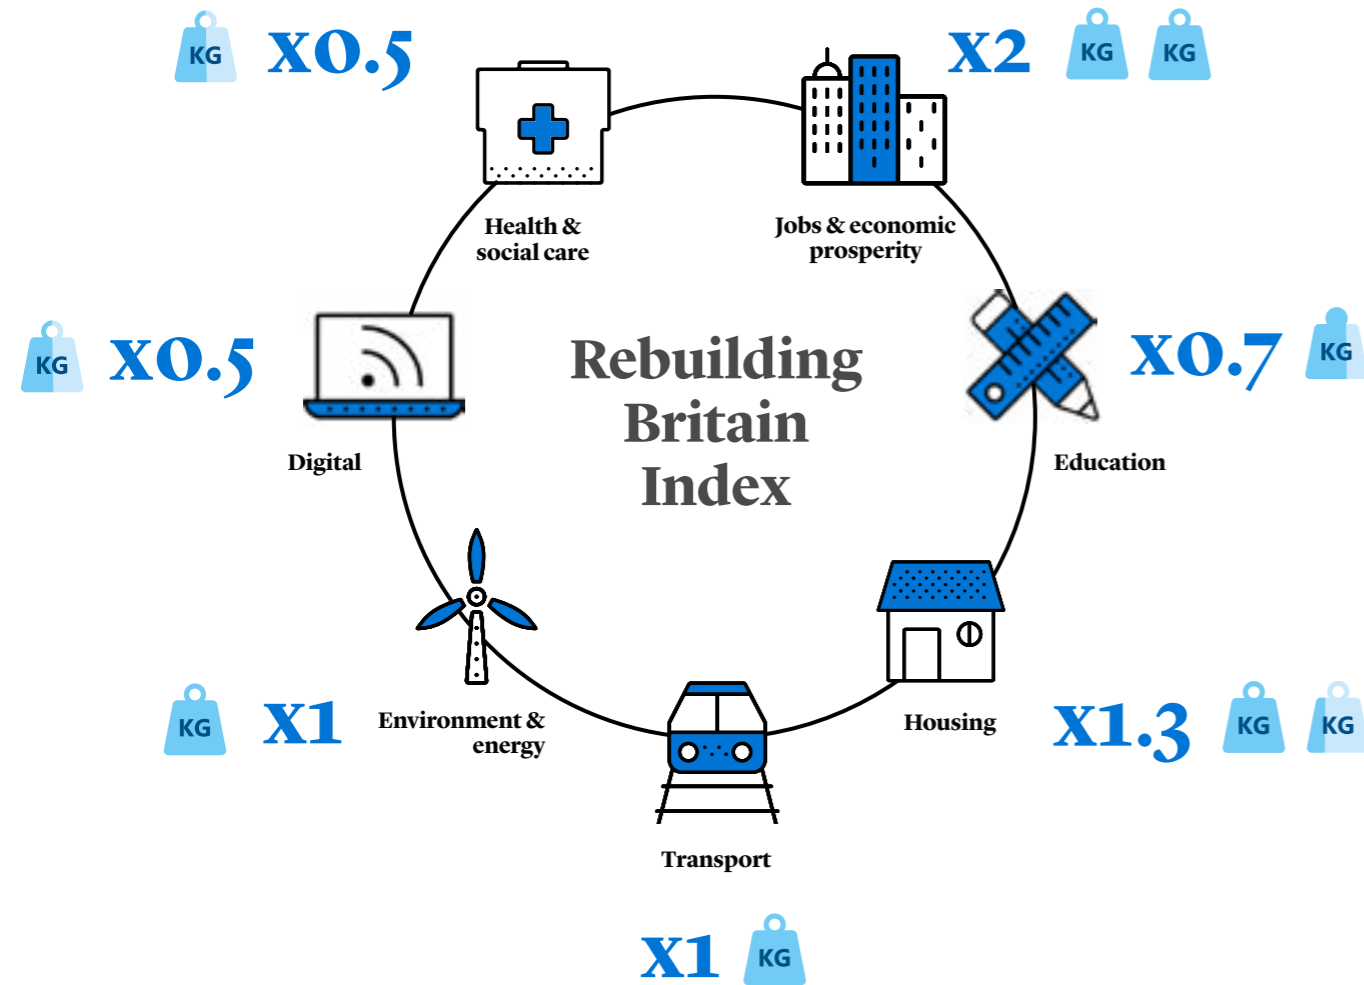 KG x0.5
x2 KG KG
Health &
social care
Jobs & economic
prosperity
KG x0.5
x0.7 KG
Rebuilding
Britain
Index
Digital
Education
KG x1
Environment &
energy
Housing
x1.3 KG KG
Transport
x1 KG